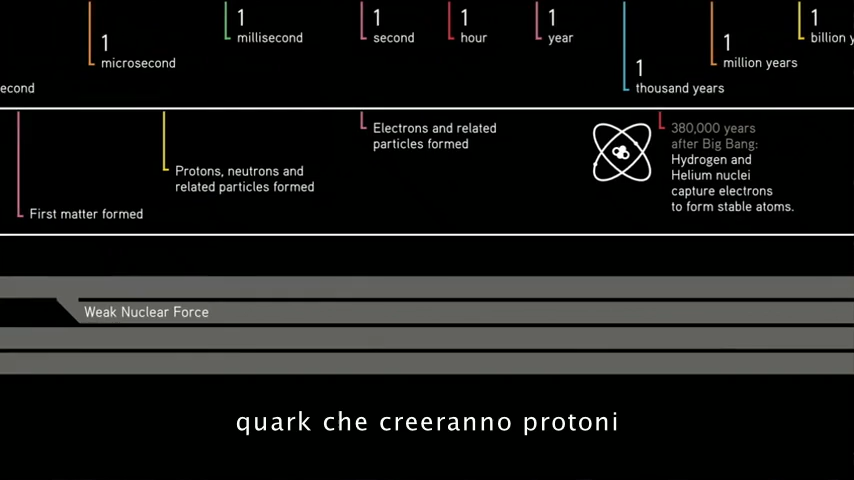 1
microsecond
1
millisecond
1
second
1
hour
1
year
1
thousand years
1
million years
1
billion y
econd
First matter formed
Protons, neutrons and
related particles formed
Electrons and related
particles formed
380,000 years
after Big Bang:
Hydrogen and
Helium nuclei
capture electrons
to form stable atoms.
Weak Nuclear Force
quark che creeranno protoni